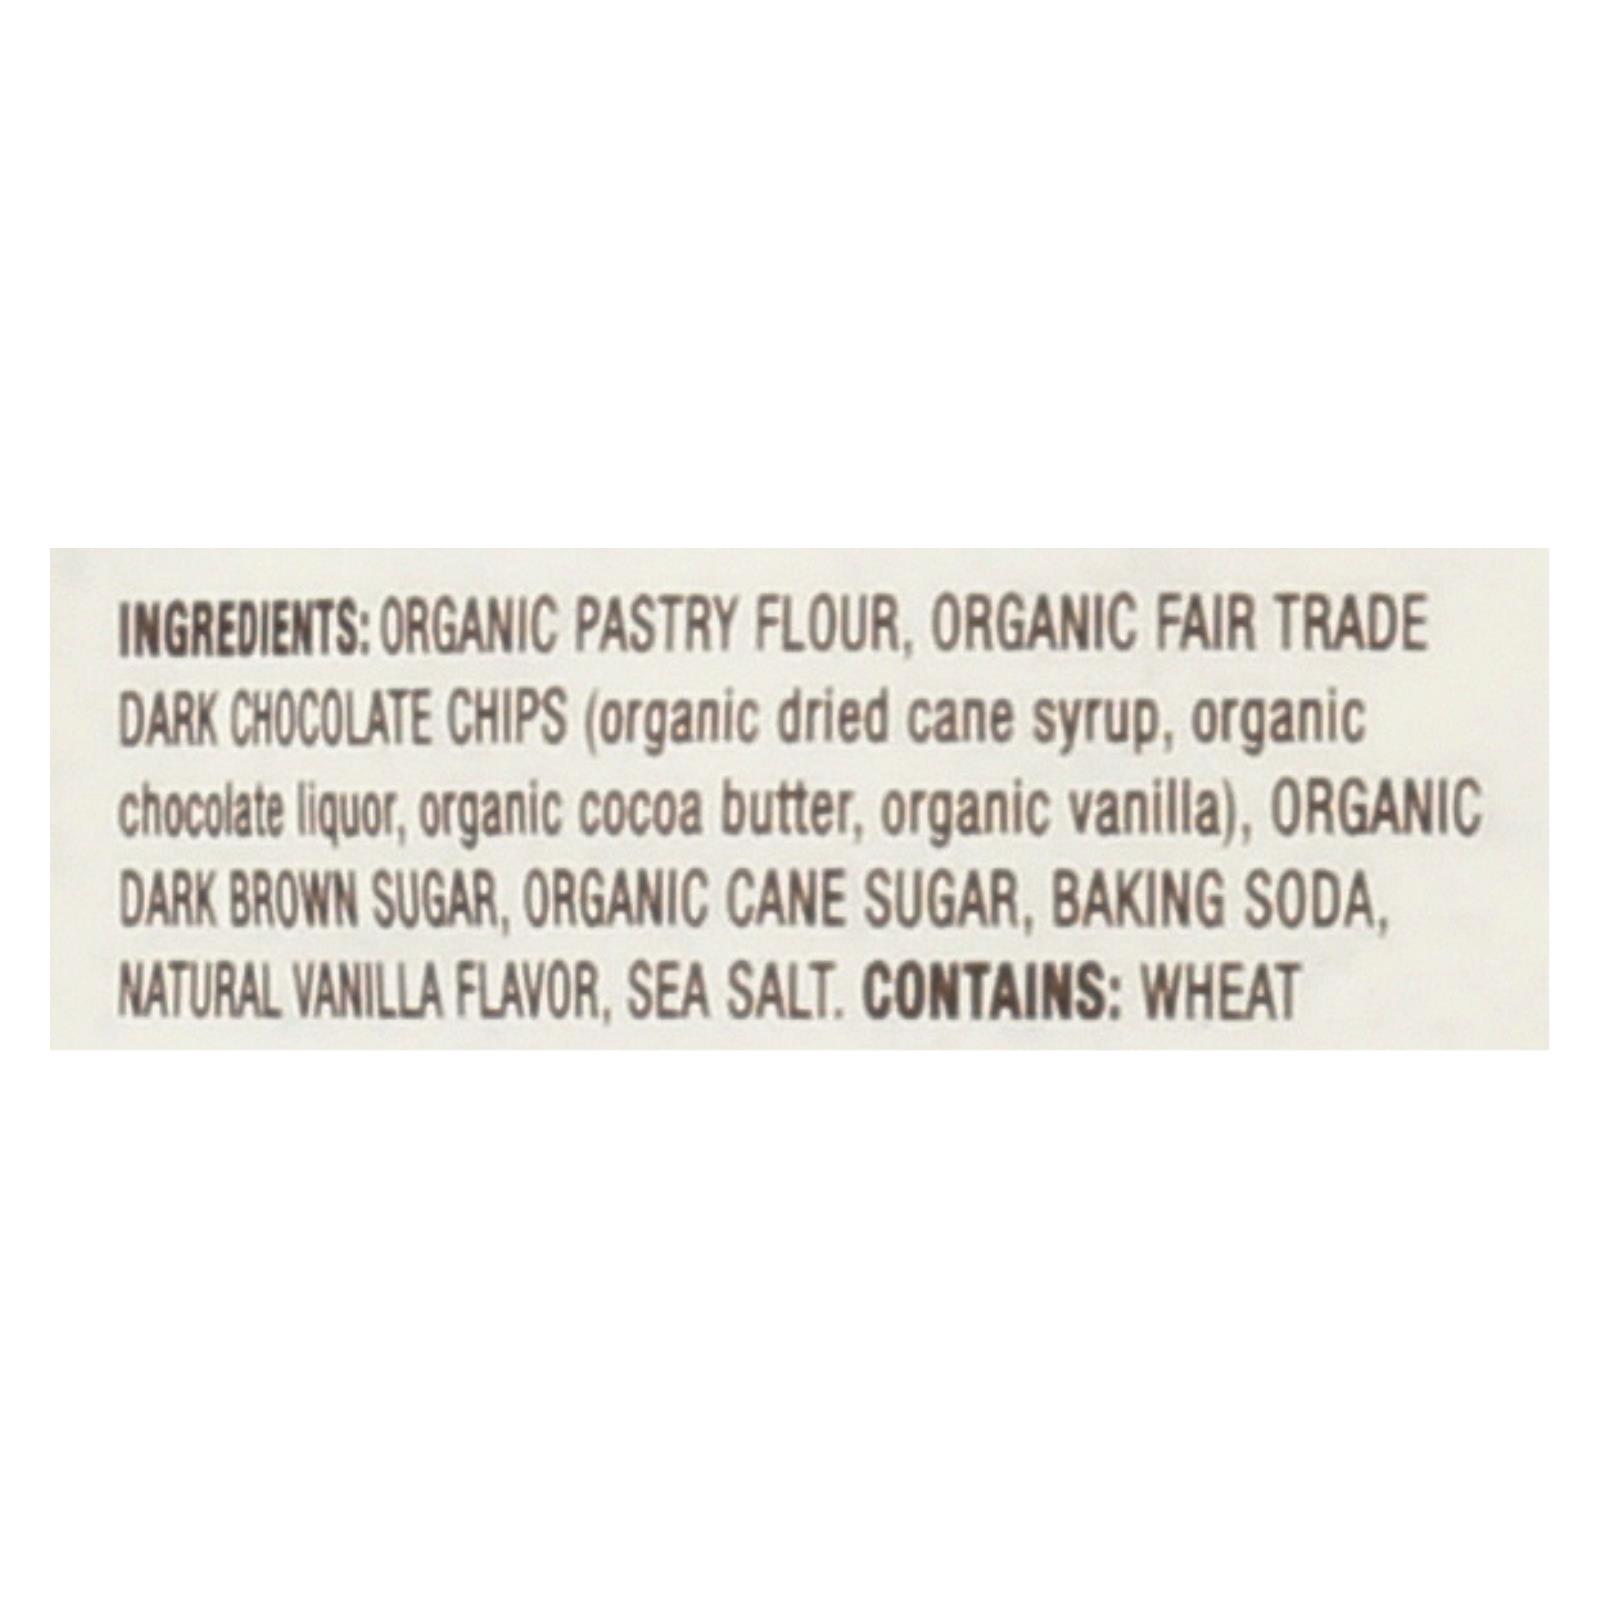 INGREDIENTS: ORGANIC PASTRY FLOUR, ORGANIC FAIR TRADE
DARK CHOCOLATE CHIPS (organic dried cane syrup, organic
chocolate liquor, organic cocoa butter, organic vanilla), ORGANIC
DARK BROWN SUGAR, ORGANIC CANE SUGAR, BAKING SODA,
NATURAL VANILLA FLAVOR, SEA SALT. CONTAINS: WHEAT